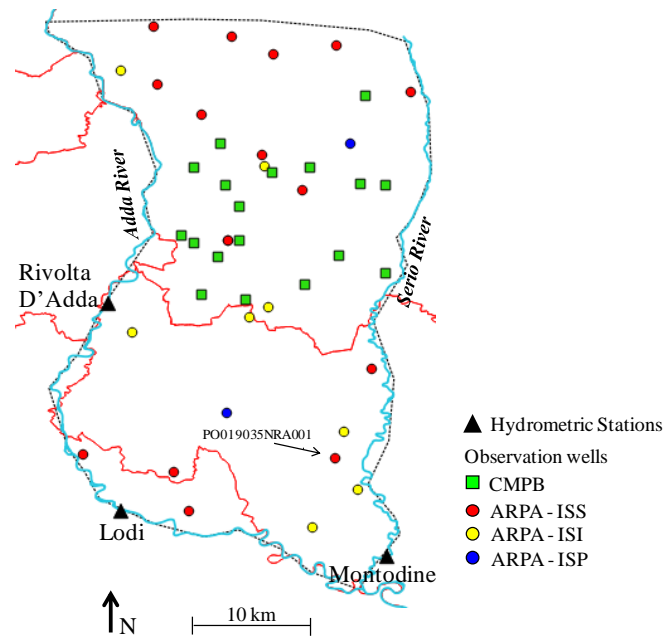 Adda River
Serio River
Rivolta
D'Adda
PO019035NRA001
Hydrometric Stations
Observation wells
CMPB
ARPA - ISS
ARPA - ISI
ARPA - ISP
Lodi
Montodine
N
10 km